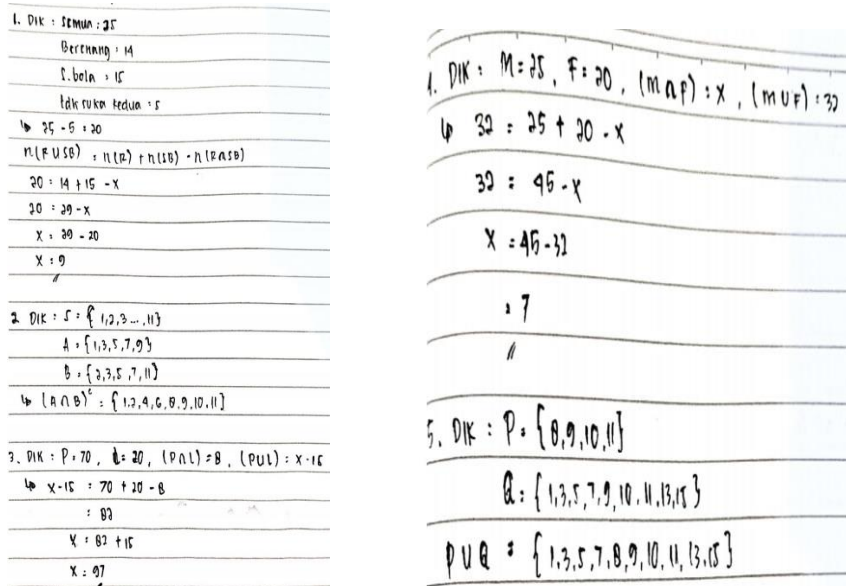 1. DIK : Semua : 25
Berenang : 14
S.bola : 15
tdk suka kedua : 5
↳ 25 - 5 : 20
n(RUSB) : n(R) + n(SB) - n(R∩SB)
20 : 14 + 15 - x
20 : 29 - x
x : 29 - 20
x : 9
2. DIK : S : { 1,2,3...,11}
A : {1,3,5,7,9}
B : {2,3,5,7,11}
↳ (A∩B)ᶜ : { 1,2,4,6,8,9,10,11}
3. DIK : P : 70, L : 20, (P∩L) = 8, (PUL) : x-15
↳ x-15 : 70 + 20 - 8
: 82
x : 82 + 15
x : 97
4. DIK : M : 25, F : 20, (M∩F) : x, (MUF) : 32
↳ 32 : 25 + 20 - x
32 : 45 - x
x : 45 - 32
: 7
5. DIK : P : {8,9,10,11}
Q : {1,3,5,7,9,10,11,13,15}
PUQ : {1,3,5,7,8,9,10,11,13,15}